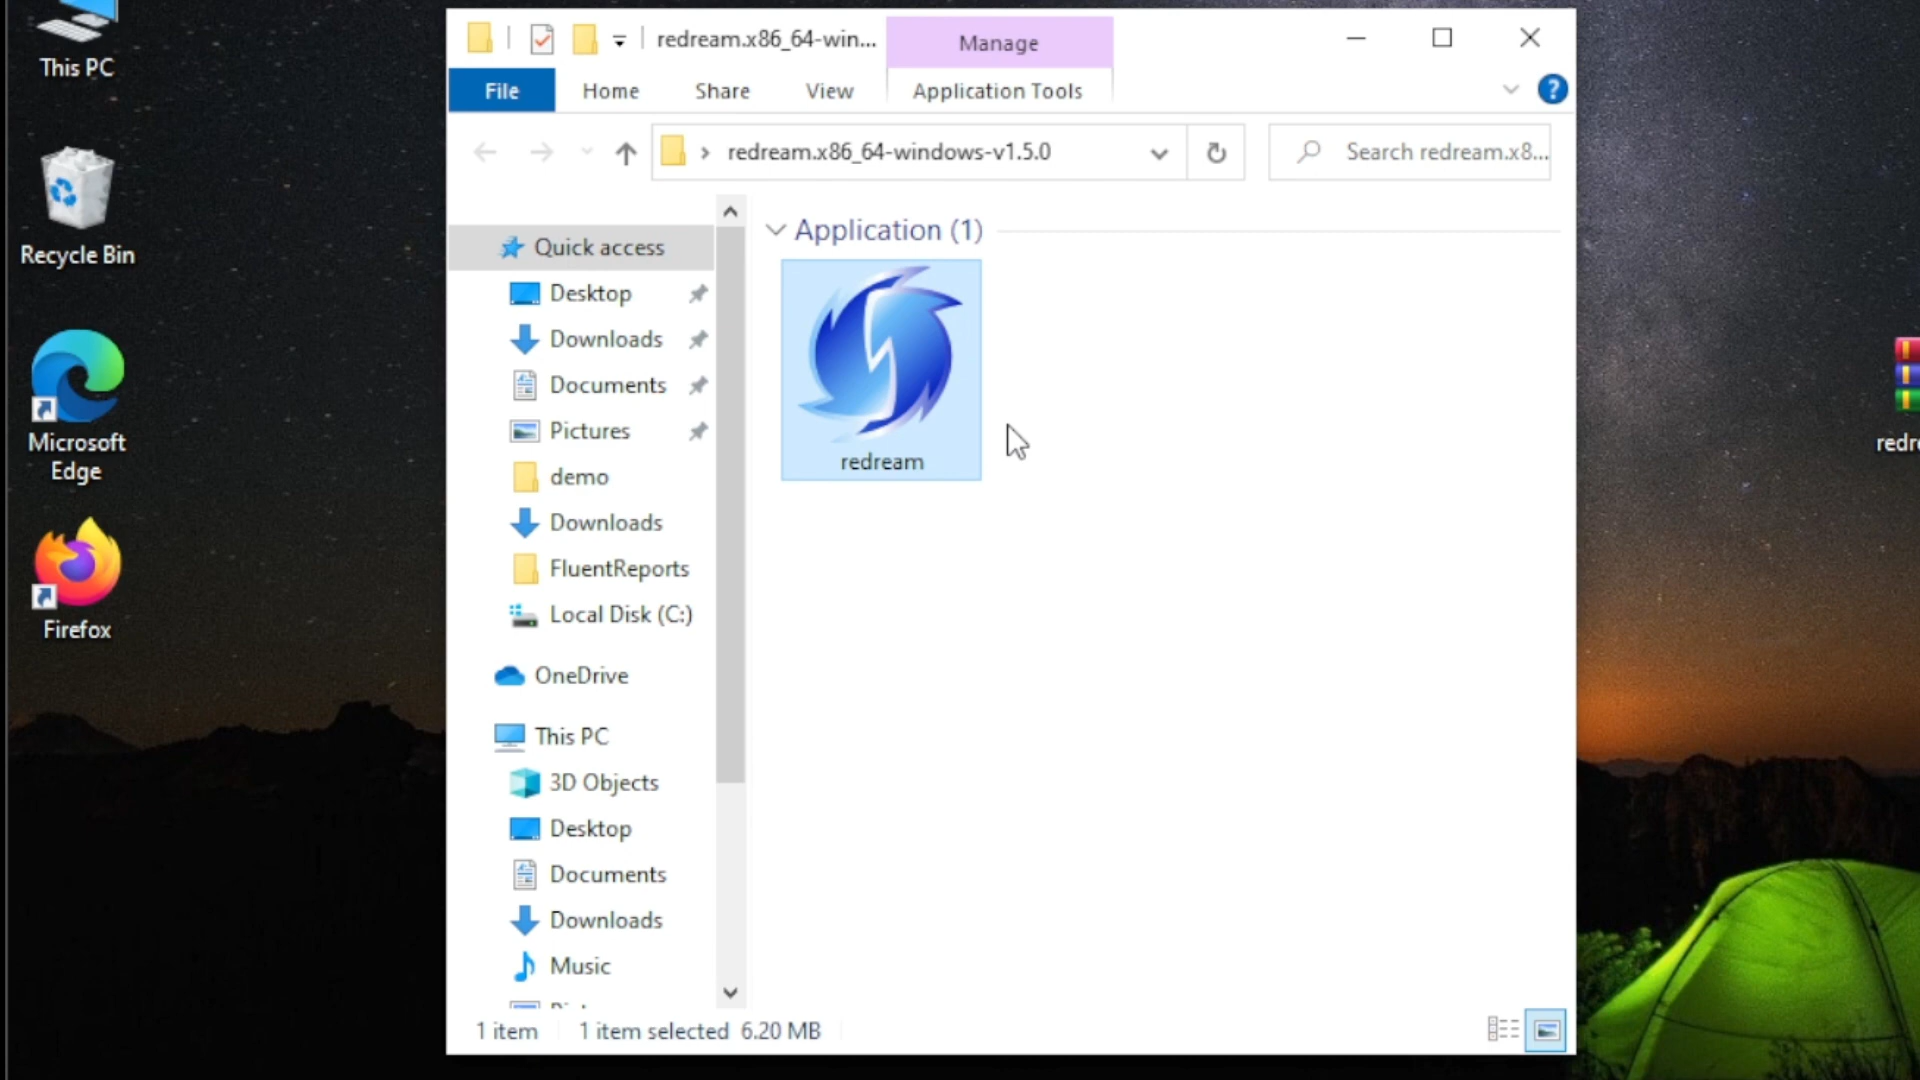 This PC
Recycle Bin
Microsoft
Edge
Firefox
redream.x86_64-win...
Manage
File
Home
Share
View
Application Tools
?
redream.x86_64-windows-v1.5.0
Search redream.x8...
Quick access
Desktop
Downloads
Documents
Pictures
demo
Downloads
FluentReports
Local Disk (C:)
OneDrive
This PC
3D Objects
Desktop
Documents
Downloads
Music
Application (1)
redream
1 item
1 item selected 6.20 MB
redre